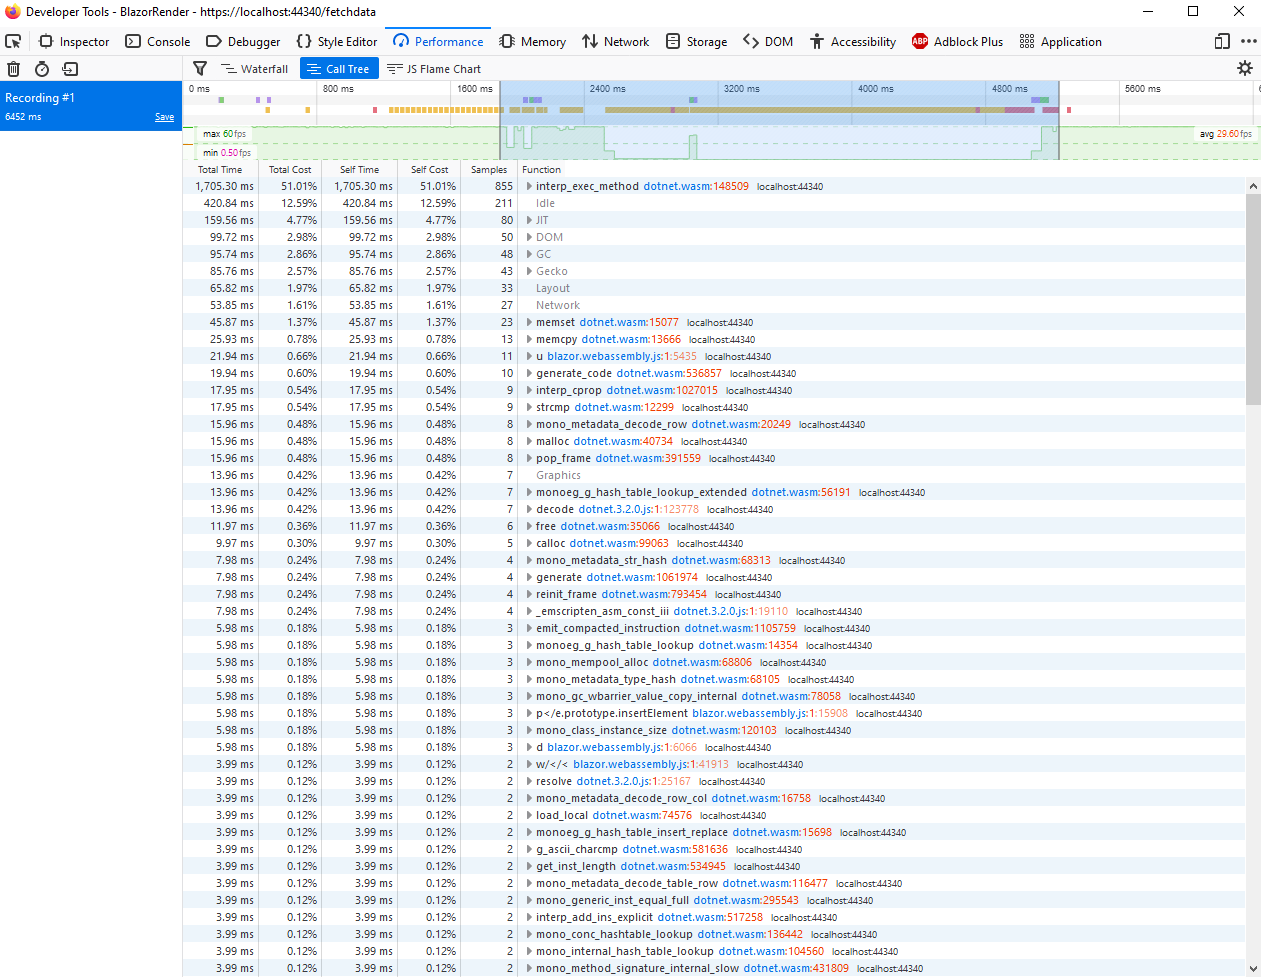 Developer Tools - BlazorRender - https://localhost:44340/fetchdata
Inspector Console Debugger Style Editor Performance Memory Network Storage DOM Accessibility ABP Adblock Plus Application
Waterfall Call Tree JS Flame Chart
Recording #1
6452 ms Save
0 ms 800 ms 1600 ms 2400 ms 3200 ms 4000 ms 4800 ms 5600 ms
max 60 fps avg 29.60 fps
min 0.50 fps
Total Time Total Cost Self Time Self Cost Samples Function
1,705.30 ms 51.01% 1,705.30 ms 51.01% 855 interp_exec_method dotnet.wasm:148509 localhost:44340
420.84 ms 12.59% 420.84 ms 12.59% 211 Idle
159.56 ms 4.77% 159.56 ms 4.77% 80 JIT
99.72 ms 2.98% 99.72 ms 2.98% 50 DOM
95.74 ms 2.86% 95.74 ms 2.86% 48 GC
85.76 ms 2.57% 85.76 ms 2.57% 43 Gecko
65.82 ms 1.97% 65.82 ms 1.97% 33 Layout
53.85 ms 1.61% 53.85 ms 1.61% 27 Network
45.87 ms 1.37% 45.87 ms 1.37% 23 memset dotnet.wasm:15077 localhost:44340
25.93 ms 0.78% 25.93 ms 0.78% 13 memcpy dotnet.wasm:13666 localhost:44340
21.94 ms 0.66% 21.94 ms 0.66% 11 u blazor.webassembly.js:1:5435 localhost:44340
19.94 ms 0.60% 19.94 ms 0.60% 10 generate_code dotnet.wasm:536857 localhost:44340
17.95 ms 0.54% 17.95 ms 0.54% 9 interp_cprop dotnet.wasm:1027015 localhost:44340
17.95 ms 0.54% 17.95 ms 0.54% 9 strcmp dotnet.wasm:12299 localhost:44340
15.96 ms 0.48% 15.96 ms 0.48% 8 mono_metadata_decode_row dotnet.wasm:20249 localhost:44340
15.96 ms 0.48% 15.96 ms 0.48% 8 malloc dotnet.wasm:40734 localhost:44340
15.96 ms 0.48% 15.96 ms 0.48% 8 pop_frame dotnet.wasm:391559 localhost:44340
13.96 ms 0.42% 13.96 ms 0.42% 7 Graphics
13.96 ms 0.42% 13.96 ms 0.42% 7 monoeg_g_hash_table_lookup_extended dotnet.wasm:56191 localhost:44340
13.96 ms 0.42% 13.96 ms 0.42% 7 decode dotnet.3.2.0.js:1:123778 localhost:44340
11.97 ms 0.36% 11.97 ms 0.36% 6 free dotnet.wasm:35066 localhost:44340
9.97 ms 0.30% 9.97 ms 0.30% 5 calloc dotnet.wasm:99063 localhost:44340
7.98 ms 0.24% 7.98 ms 0.24% 4 mono_metadata_str_hash dotnet.wasm:68313 localhost:44340
7.98 ms 0.24% 7.98 ms 0.24% 4 generate dotnet.wasm:1061974 localhost:44340
7.98 ms 0.24% 7.98 ms 0.24% 4 reinit_frame dotnet.wasm:793454 localhost:44340
7.98 ms 0.24% 7.98 ms 0.24% 4 _emscripten_asm_const_iii dotnet.3.2.0.js:1:19110 localhost:44340
5.98 ms 0.18% 5.98 ms 0.18% 3 emit_compacted_instruction dotnet.wasm:1105759 localhost:44340
5.98 ms 0.18% 5.98 ms 0.18% 3 monoeg_g_hash_table_lookup dotnet.wasm:14354 localhost:44340
5.98 ms 0.18% 5.98 ms 0.18% 3 mono_mempool_alloc dotnet.wasm:68806 localhost:44340
5.98 ms 0.18% 5.98 ms 0.18% 3 mono_metadata_type_hash dotnet.wasm:68105 localhost:44340
5.98 ms 0.18% 5.98 ms 0.18% 3 mono_gc_wbarrier_value_copy_internal dotnet.wasm:78058 localhost:44340
5.98 ms 0.18% 5.98 ms 0.18% 3 p</e.prototype.insertElement blazor.webassembly.js:1:15908 localhost:44340
5.98 ms 0.18% 5.98 ms 0.18% 3 mono_class_instance_size dotnet.wasm:120103 localhost:44340
5.98 ms 0.18% 5.98 ms 0.18% 3 d blazor.webassembly.js:1:6066 localhost:44340
3.99 ms 0.12% 3.99 ms 0.12% 2 w/</< blazor.webassembly.js:1:41913 localhost:44340
3.99 ms 0.12% 3.99 ms 0.12% 2 resolve dotnet.3.2.0.js:1:25167 localhost:44340
3.99 ms 0.12% 3.99 ms 0.12% 2 mono_metadata_decode_row_col dotnet.wasm:16758 localhost:44340
3.99 ms 0.12% 3.99 ms 0.12% 2 load_local dotnet.wasm:74576 localhost:44340
3.99 ms 0.12% 3.99 ms 0.12% 2 monoeg_g_hash_table_insert_replace dotnet.wasm:15698 localhost:44340
3.99 ms 0.12% 3.99 ms 0.12% 2 g_ascii_charcmp dotnet.wasm:581636 localhost:44340
3.99 ms 0.12% 3.99 ms 0.12% 2 get_inst_length dotnet.wasm:534945 localhost:44340
3.99 ms 0.12% 3.99 ms 0.12% 2 mono_metadata_decode_table_row dotnet.wasm:116477 localhost:44340
3.99 ms 0.12% 3.99 ms 0.12% 2 mono_generic_inst_equal_full dotnet.wasm:295543 localhost:44340
3.99 ms 0.12% 3.99 ms 0.12% 2 interp_add_ins_explicit dotnet.wasm:517258 localhost:44340
3.99 ms 0.12% 3.99 ms 0.12% 2 mono_conc_hashtable_lookup dotnet.wasm:136442 localhost:44340
3.99 ms 0.12% 3.99 ms 0.12% 2 mono_internal_hash_table_lookup dotnet.wasm:104560 localhost:44340
3.99 ms 0.12% 3.99 ms 0.12% 2 mono_method_signature_internal_slow dotnet.wasm:431809 localhost:44340